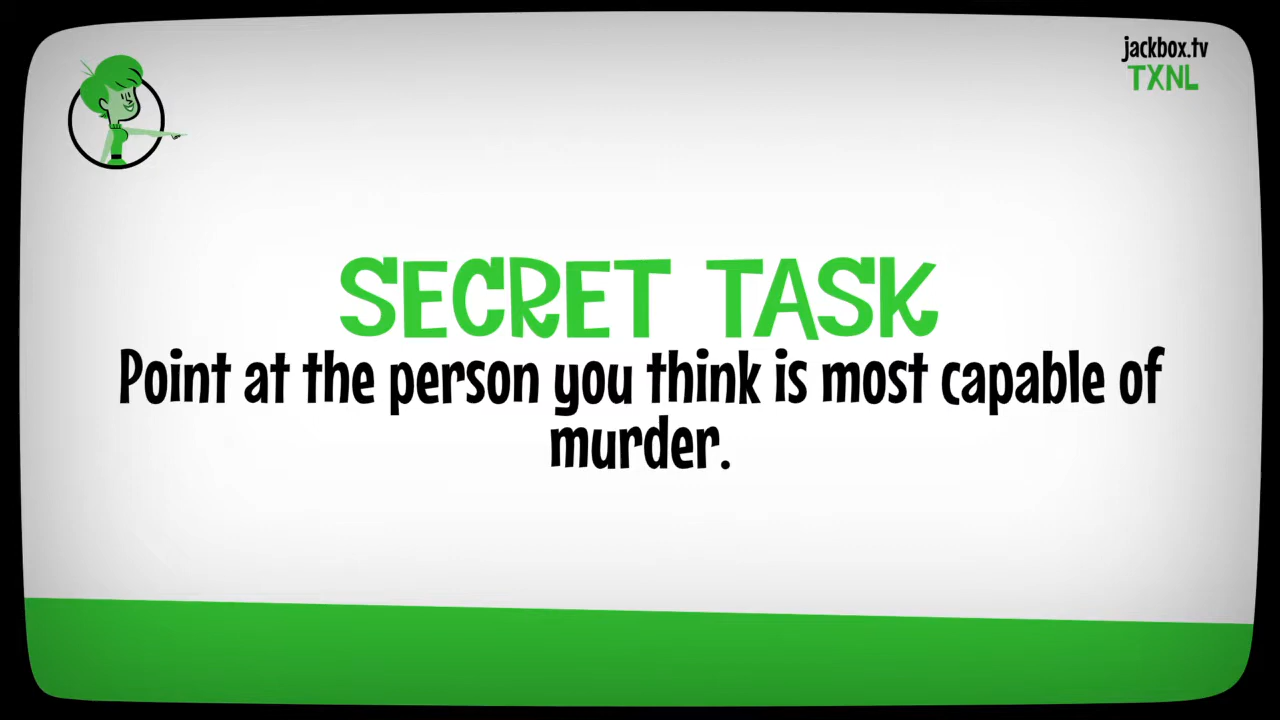 jackbox.tv
TXNL
SECRET TASK
Point at the person you think is most capable of
murder.